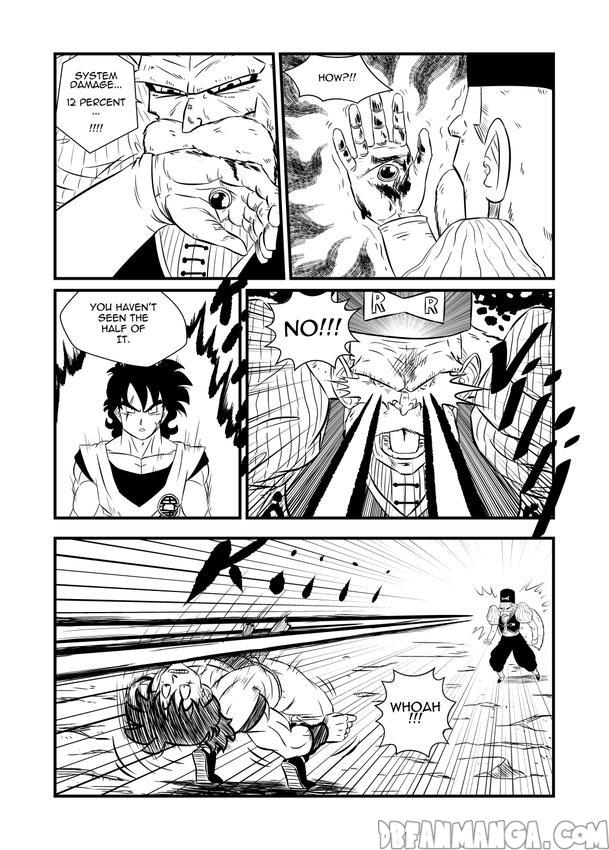 SYSTEM
DAMAGE...
12 PERCENT
...
!!!!
HOW?!!
YOU HAVEN'T
SEEN THE
HALF OF
IT.
NO!!!
R R
WHOAH
!!!
DBFANMANGA.COM